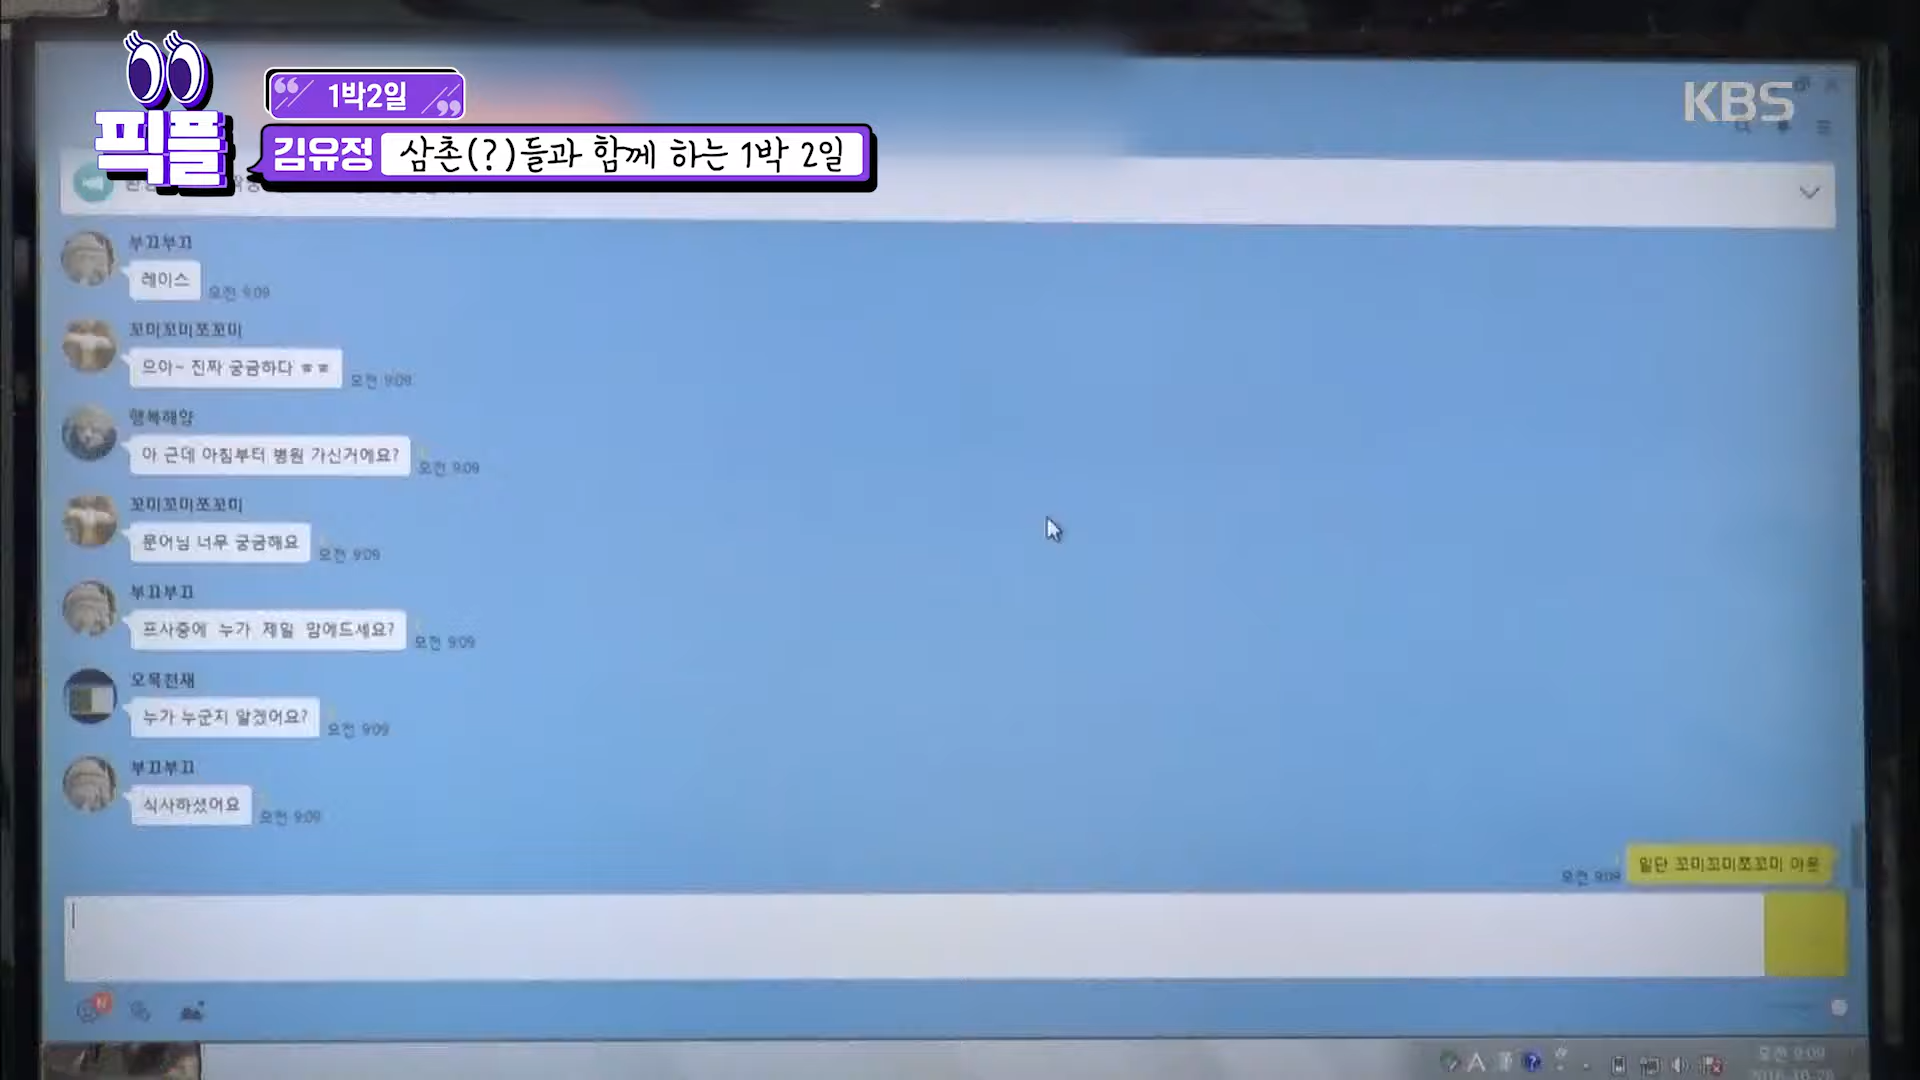 1박2일
KBS
픽플
김유정 삼촌(?)들과 함께 하는 1박 2일
부끄부끄
레이스
오전 9:09
꼬미꼬미쪼꼬미
으아~ 진짜 궁금하다 ㅎㅎ
오전 9:09
행복해양
아 근데 아침부터 병원 가신거에요?
오전 9:09
꼬미꼬미쪼꼬미
문어님 너무 궁금해요
오전 9:09
부끄부끄
프사중에 누가 제일 맘에드세요?
오전 9:09
오목천재
누가 누군지 알겠어요?
오전 9:09
부끄부끄
식사하셨어요
오전 9:09
일단 꼬미꼬미쪼꼬미 아웃
오전 9:09
N
A
오전 9:09